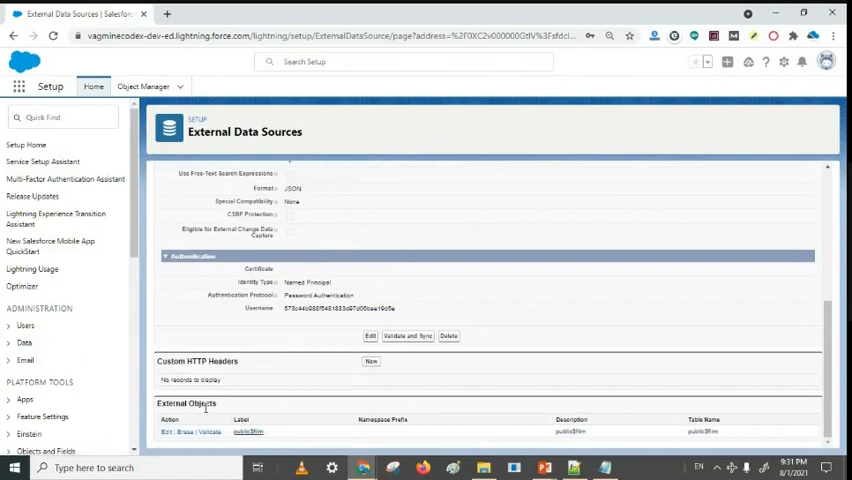 External Data Sources | Salesforc
vagminecodex-dev-ed.lightning.force.com/lightning/setup/ExternalDataSource/page?address=%2F0XC2v000000GtIV%3Fsfdcl...
Search Setup
Setup Home Object Manager
Quick Find
SETUP
External Data Sources
Setup Home
Service Setup Assistant
Multi-Factor Authentication Assistant
Release Updates
Lightning Experience Transition
Assistant
New Salesforce Mobile App
QuickStart
Lightning Usage
Optimizer
ADMINISTRATION
Users
Data
Email
PLATFORM TOOLS
Apps
Feature Settings
Einstein
Objects and Fields
Use Free-Text Search Expressions
Format JSON
Special Compatibility None
CSRF Protection
Eligible for External Change Data
Capture
Authentication
Certificate
Identity Type Named Principal
Authentication Protocol Password Authentication
Username
Edit Validate and Sync Delete
Custom HTTP Headers New
No records to display
External Objects
Action Label Namespace Prefix Description Table Name
Edit | Erase | Validate public$film public$film public$film
Type here to search
EN
9:31 PM
8/1/2021